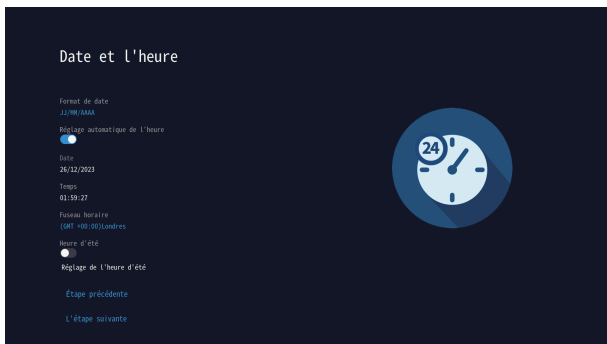 Date et l'heure
Format de date
JJ/MM/AAAA
Réglage automatique de l'heure
Date
26/12/2023
Temps
01:59:27
Fuseau horaire
(GMT +00:00)Londres
Heure d'été
Réglage de l'heure d'été
Étape précédente
L'étape suivante
24